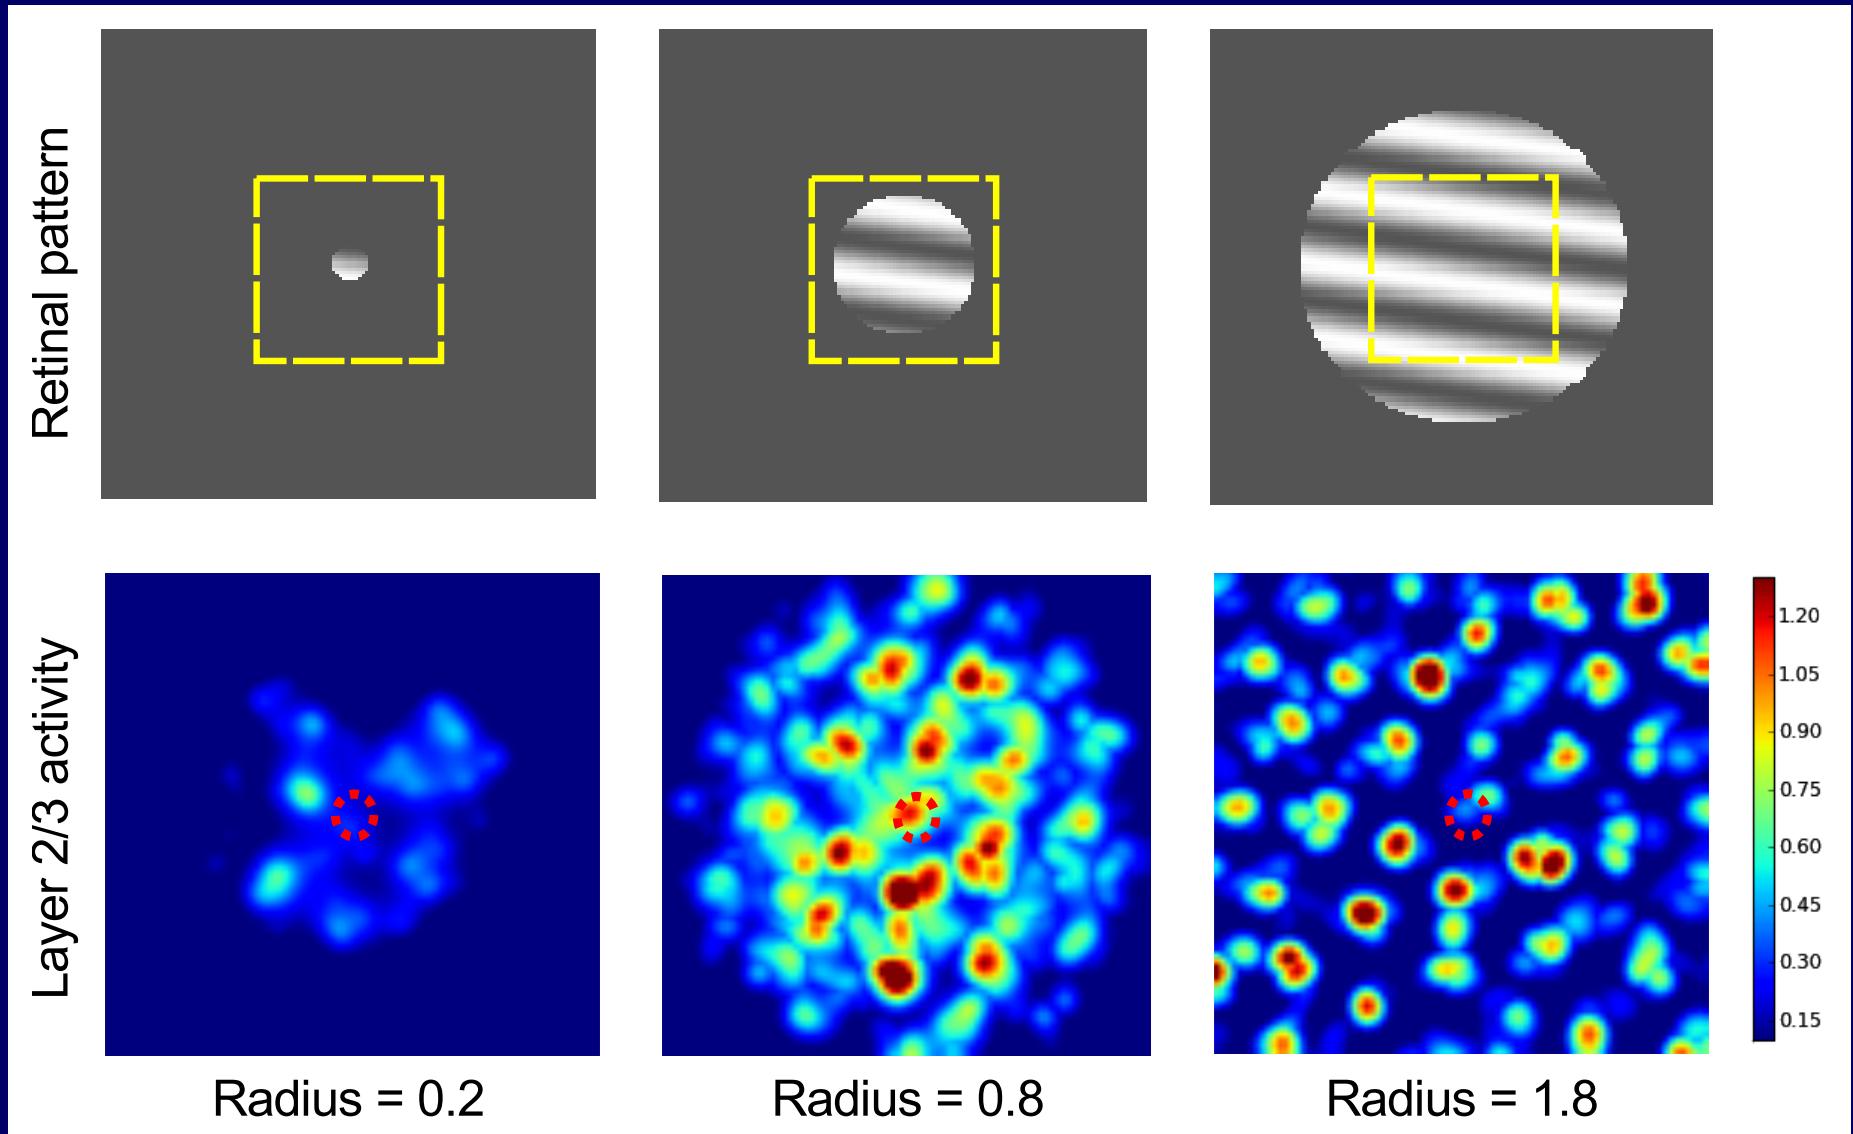 Retinal pattern
Layer 2/3 activity
1.20
1.05
0.90
0.75
0.60
0.45
0.30
0.15
Radius = 0.2
Radius = 0.8
Radius = 1.8